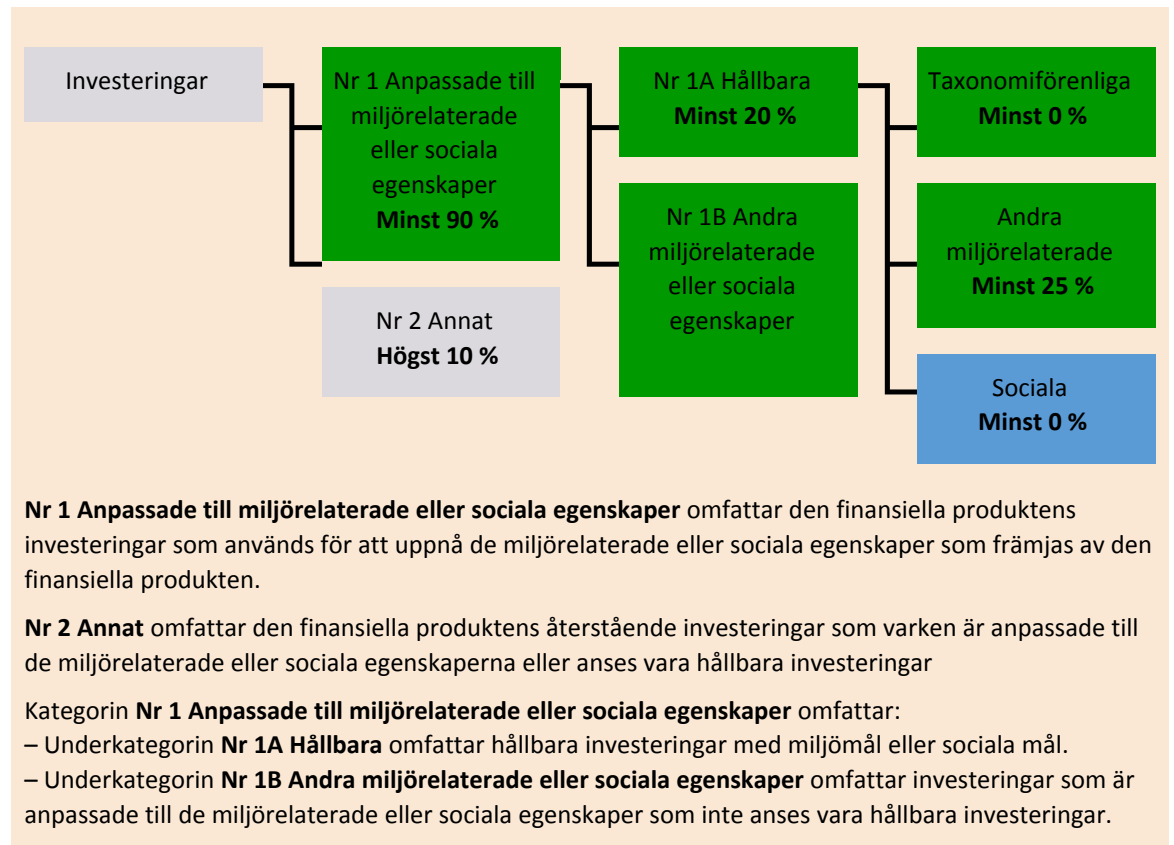 Investeringar
Nr 1 Anpassade till
miljörelaterade
eller sociala
egenskaper
Minst 90 %
Nr 2 Annat
Högst 10 %
Nr 1A Hållbara
Minst 20 %
Nr 1B Andra
miljörelaterade
eller sociala
egenskaper
Taxonomiförenliga
Minst 0 %
Andra
miljörelaterade
Minst 25 %
Sociala
Minst 0 %
Nr 1 Anpassade till miljörelaterade eller sociala egenskaper omfattar den finansiella produktens
investeringar som används för att uppnå de miljörelaterade eller sociala egenskaper som främjas av den
finansiella produkten.
Nr 2 Annat omfattar den finansiella produktens återstående investeringar som varken är anpassade till
de miljörelaterade eller sociala egenskaperna eller anses vara hållbara investeringar
Kategorin Nr 1 Anpassade till miljörelaterade eller sociala egenskaper omfattar:
– Underkategorin Nr 1A Hållbara omfattar hållbara investeringar med miljömål eller sociala mål.
– Underkategorin Nr 1B Andra miljörelaterade eller sociala egenskaper omfattar investeringar som är
anpassade till de miljörelaterade eller sociala egenskaper som inte anses vara hållbara investeringar.